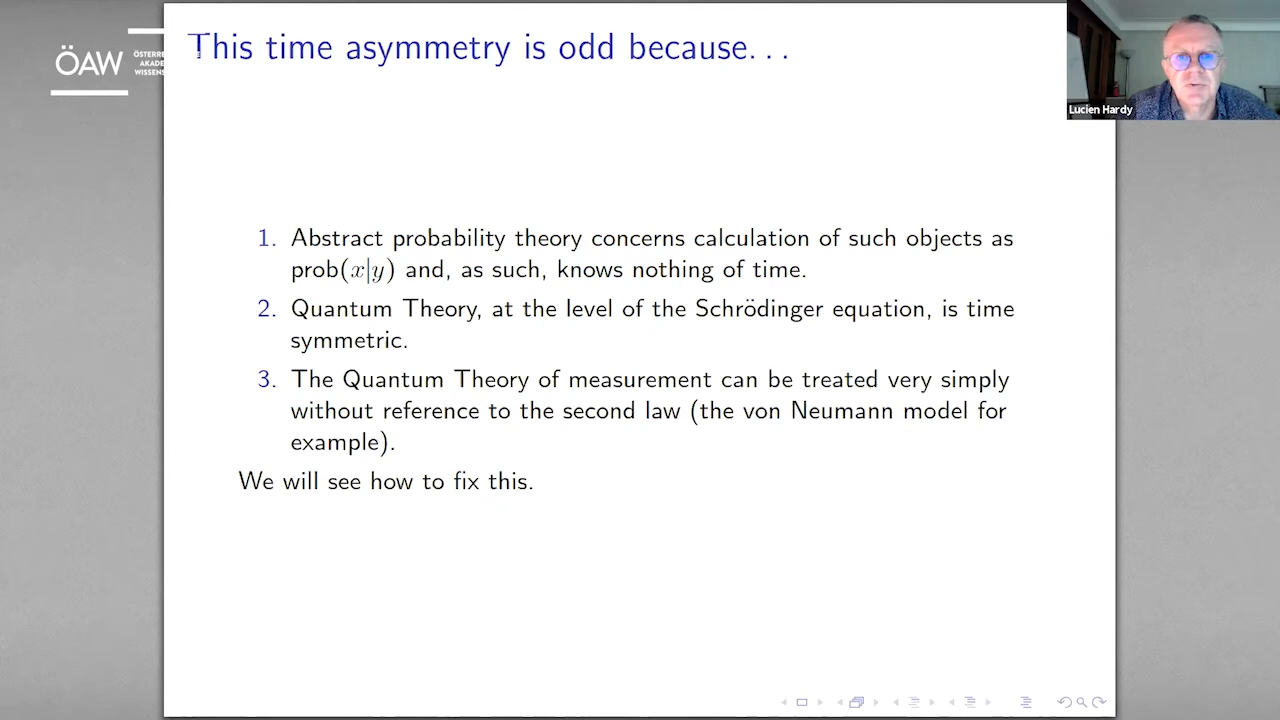 This time asymmetry is odd because. . .
ÖAW
ÖSTERRE
AKADE
WISSENS
Lucien Hardy
1. Abstract probability theory concerns calculation of such objects as
prob(x|y) and, as such, knows nothing of time.
2. Quantum Theory, at the level of the Schrödinger equation, is time
symmetric.
3. The Quantum Theory of measurement can be treated very simply
without reference to the second law (the von Neumann model for
example).
We will see how to fix this.